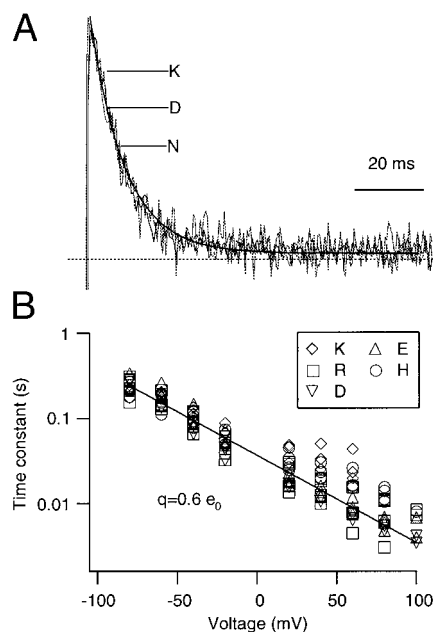 A
K
D
N
20 ms
B
1
0.1
0.01
Time constant (s)
K E
R H
D
q=0.6 e₀
-100 -50 0 50 100
Voltage (mV)